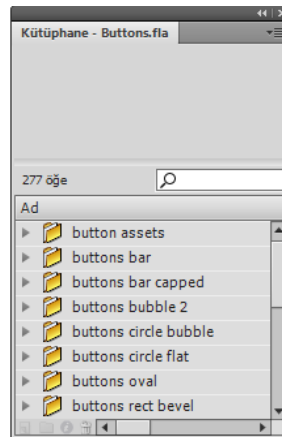 Kütüphane - Buttons.fla
277 öğe
Ad
button assets
buttons bar
buttons bar capped
buttons bubble 2
buttons circle bubble
buttons circle flat
buttons oval
buttons rect bevel